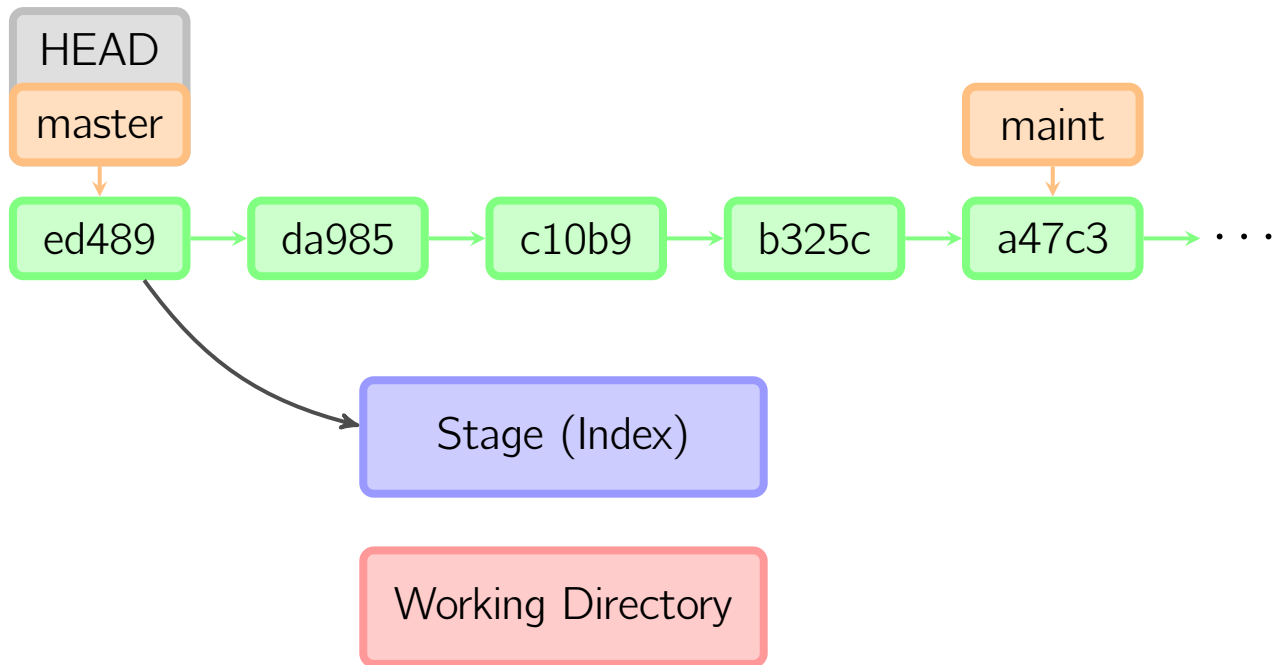 HEAD
master
maint
ed489
da985
c10b9
b325c
a47c3
···
Stage (Index)
Working Directory